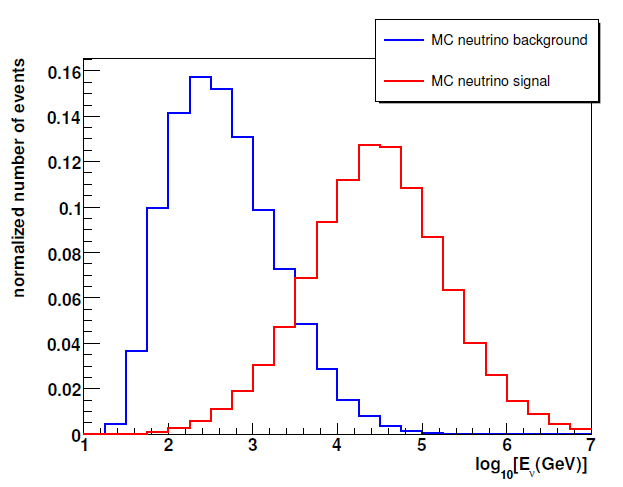 MC neutrino background
MC neutrino signal
normalized number of events
0.16
0.14
0.12
0.1
0.08
0.06
0.04
0.02
0
1 2 3 4 5 6 7
log10[Eν(GeV)]